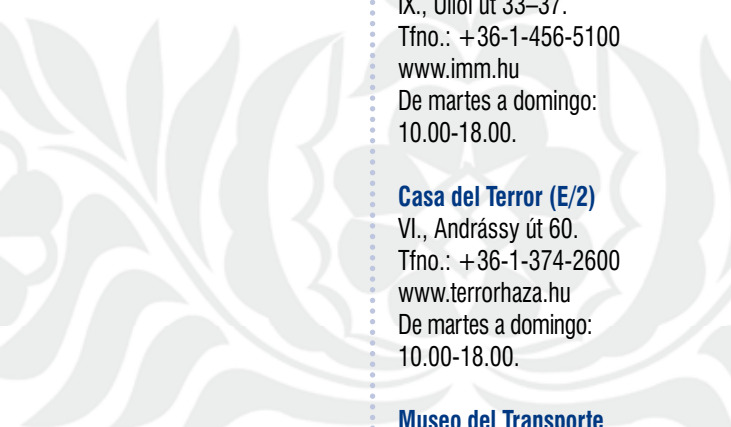 IX., Üllői út 33–37.
Tfno.: +36-1-456-5100
www.imm.hu
De martes a domingo:
10.00-18.00.
Casa del Terror (E/2)
VI., Andrássy út 60.
Tfno.: +36-1-374-2600
www.terrorhaza.hu
De martes a domingo:
10.00-18.00.
Museo del Transporte